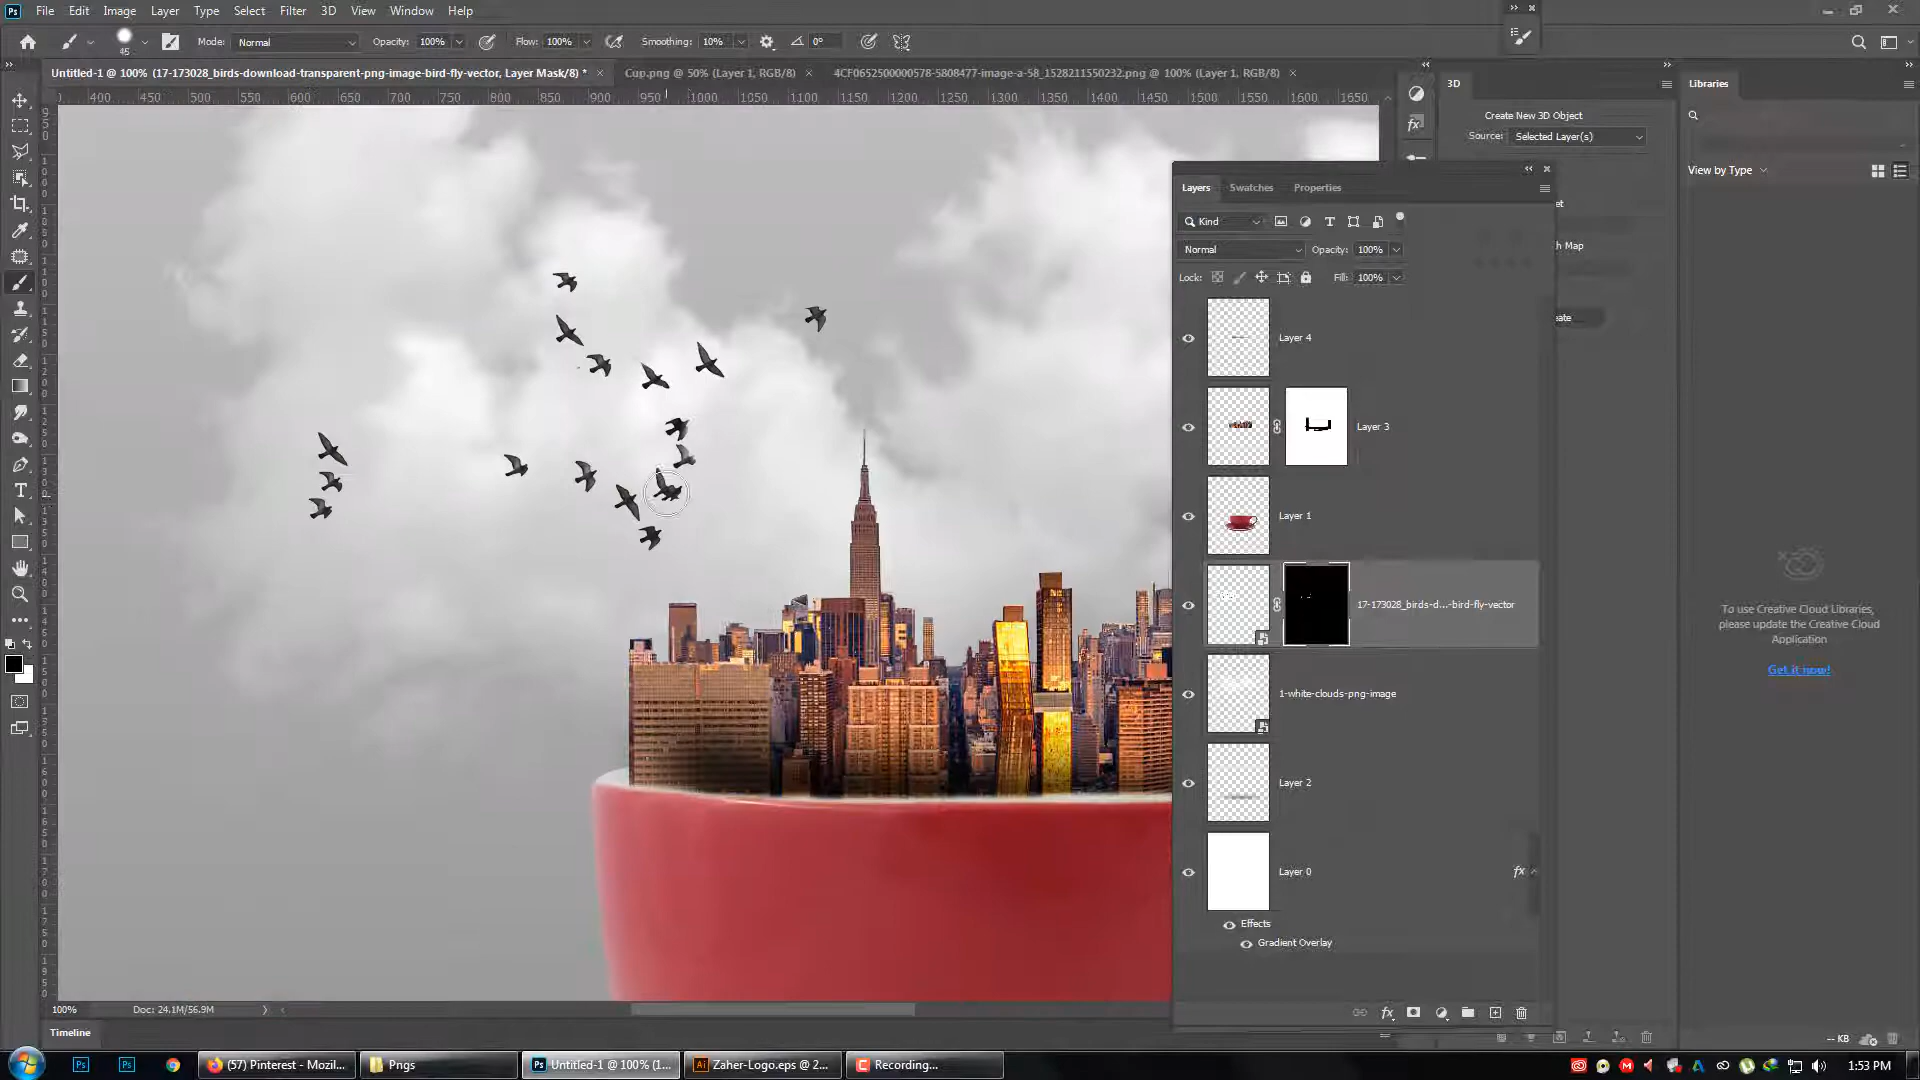 Ps File Edit Image Layer Type Select Filter 3D View Window Help
45 Mode: Normal Opacity: 100% Flow: 100% Smoothing: 10% 0°
Untitled-1 @ 100% (17-173028_birds-download-transparent-png-image-bird-fly-vector, Layer Mask/8) * × Cup.png @ 50% (Layer 1, RGB/8) × 4CF0652500000578-5808477-image-a-58_1528211550232.png @ 100% (Layer 1, RGB/8) ×
400 450 500 550 600 650 700 750 800 850 900 950 1000 1050 1100 1150 1200 1250 1300 1350 1400 1450 1500 1550 1600 1650
3D
Create New 3D Object
Source: Selected Layer(s)
et
h Map
eate
Libraries
View by Type
To use Creative Cloud Libraries,
please update the Creative Cloud
Application
Get it now!
-- KB
Layers Swatches Properties
Kind
Normal Opacity: 100%
Lock: Fill: 100%
Layer 4
Layer 3
Layer 1
17-173028_birds-d...-bird-fly-vector
1-white-clouds-png-image
Layer 2
Layer 0 fx
Effects
Gradient Overlay
100% Doc: 24.1M/56.9M
Timeline
(57) Pinterest - Mozil... Pngs Untitled-1 @ 100% (1... Zaher-Logo.eps @ 2... Recording... 1:53 PM